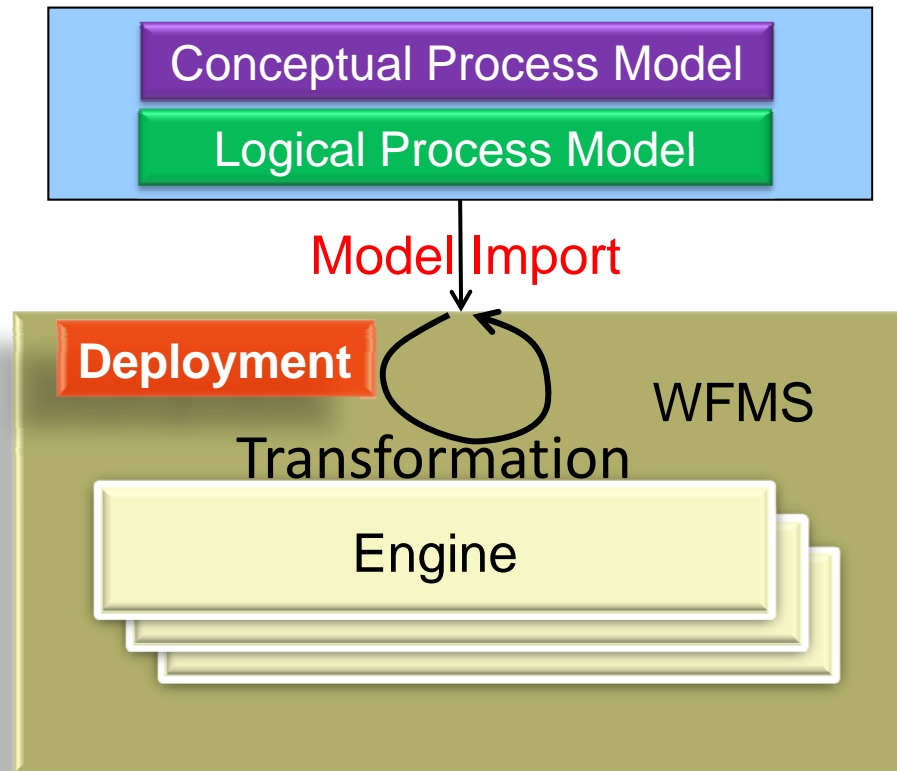 Conceptual Process Model
Logical Process Model
Model Import
Deployment
WFMS
Transformation
Engine